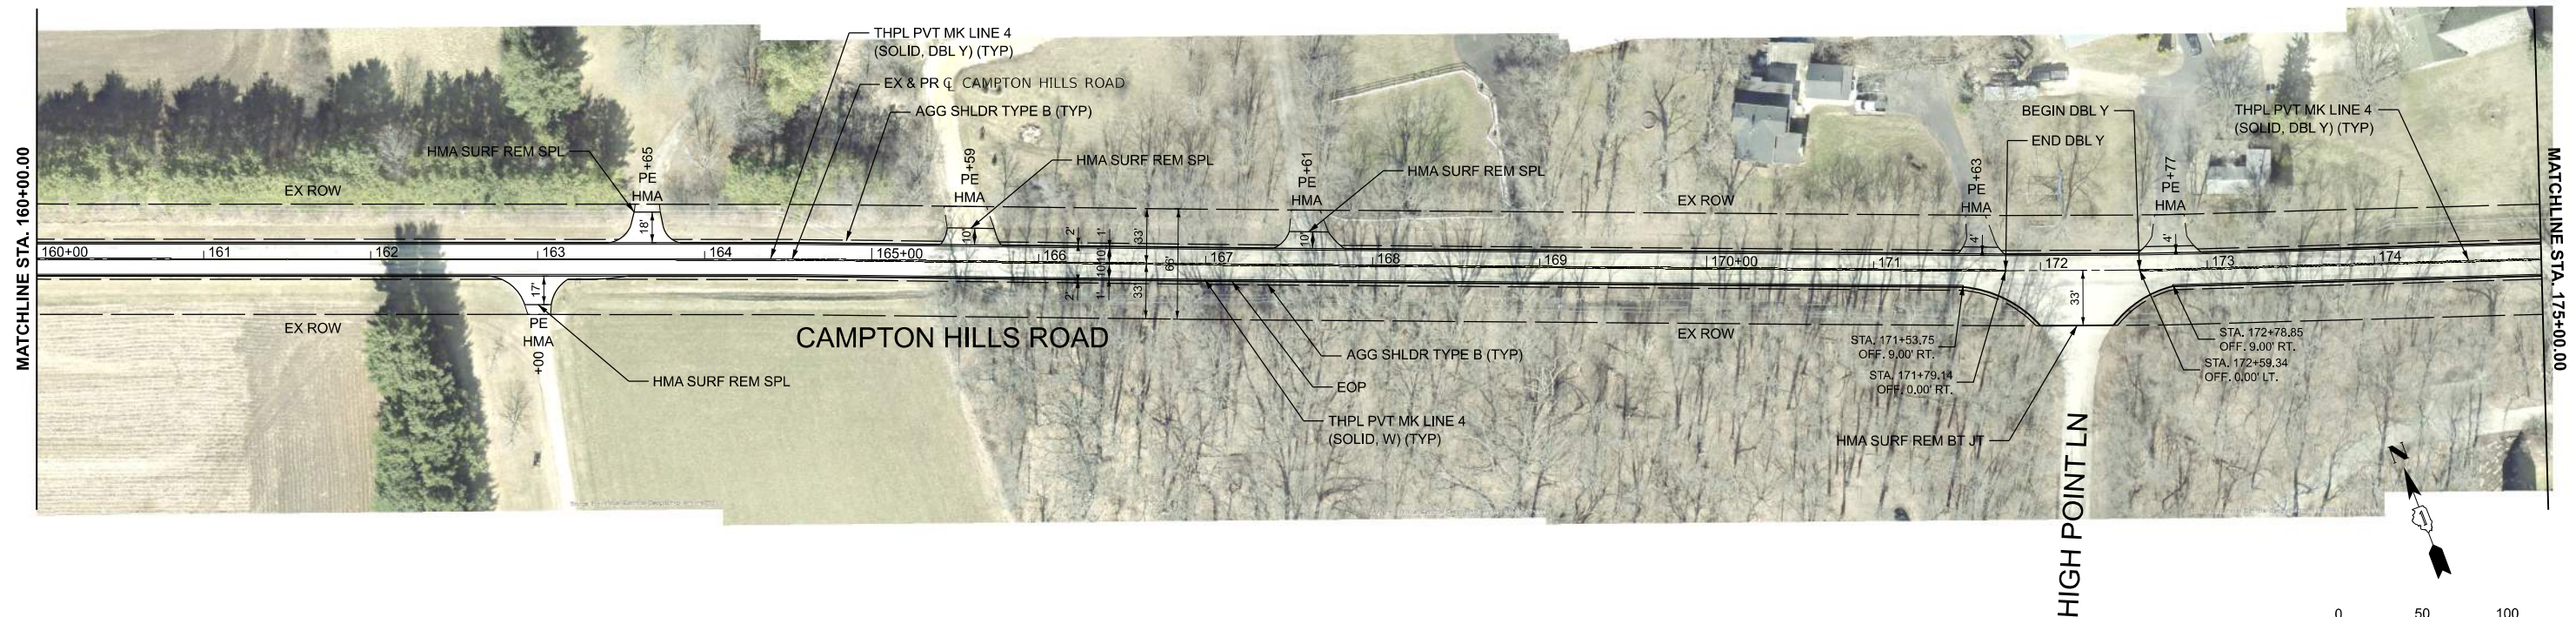 MATCHLINE STA. 160+00.00
THPL PVT MK LINE 4
(SOLID, DBL Y) (TYP)
EX & PR ℄ CAMPTON HILLS ROAD
AGG SHLDR TYPE B (TYP)
HMA SURF REM SPL
+65
PE
HMA
18'
EX ROW
+59
PE
HMA
10'
HMA SURF REM SPL
+61
PE
HMA
10'
HMA SURF REM SPL
EX ROW
+63
PE
HMA
4'
BEGIN DBL Y
END DBL Y
+77
PE
HMA
4'
THPL PVT MK LINE 4
(SOLID, DBL Y) (TYP)
MATCHLINE STA. 175+00.00
160+00 161 162 163 164 165+00 166 167 168 169 170+00 171 172 173 174
2' 1' 33'
10' 10' 66'
2' 1' 33'
17'
PE
HMA
+00
HMA SURF REM SPL
EX ROW
CAMPTON HILLS ROAD
AGG SHLDR TYPE B (TYP)
EOP
THPL PVT MK LINE 4
(SOLID, W) (TYP)
EX ROW
STA. 171+53.75
OFF. 9.00' RT.
STA. 171+79.14
OFF. 0.00' RT.
33'
STA. 172+78.85
OFF. 9.00' RT.
STA. 172+59.34
OFF. 0.00' LT.
HMA SURF REM BT JT
HIGH POINT LN
N
0 50 100